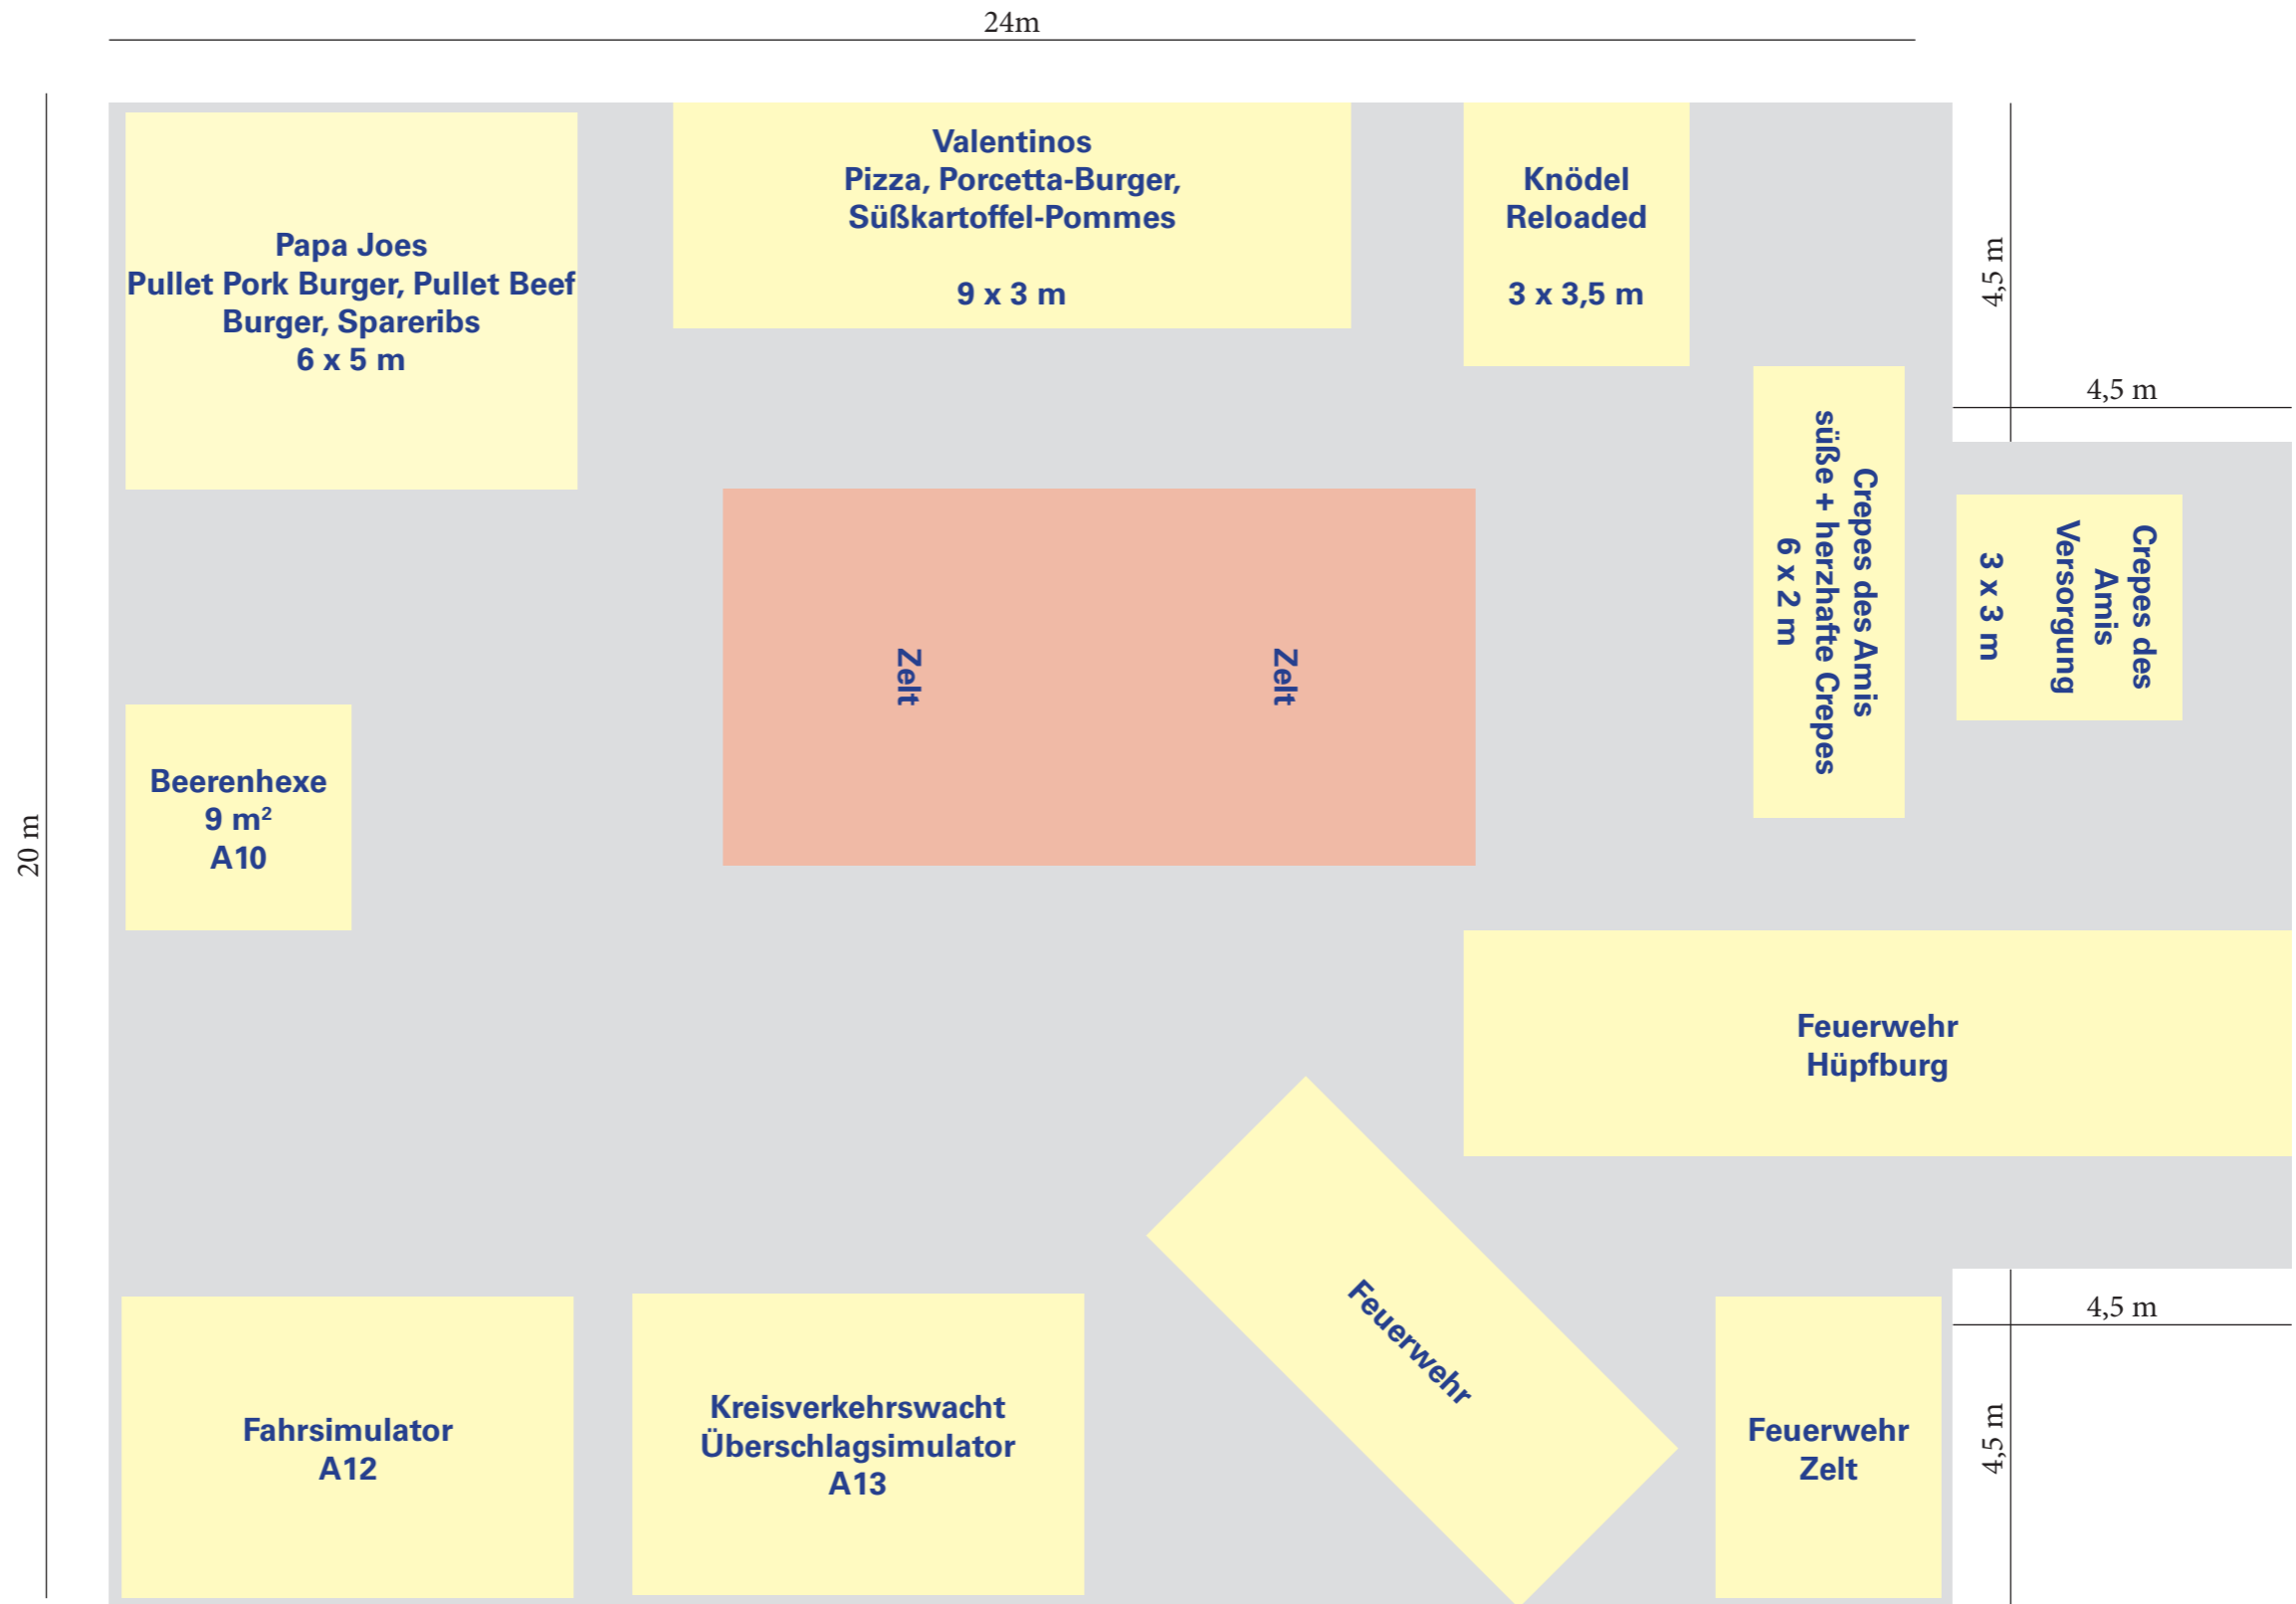 24m
Valentinos
Pizza, Porcetta-Burger,
Süßkartoffel-Pommes
9 x 3 m
Knödel
Reloaded
3 x 3,5 m
Papa Joes
Pullet Pork Burger, Pullet Beef
Burger, Spareribs
6 x 5 m
4,5 m
4,5 m
Crepes des Amis
süße + herzhafte Crepes
6 x 2 m
Crepes des
Amis
Versorgung
3 x 3 m
Zelt
Zelt
Beerenhexe
9 m²
A10
20 m
Feuerwehr
Hüpfburg
Feuerwehr
4,5 m
4,5 m
Fahrsimulator
A12
Kreisverkehrswacht
Überschlagsimulator
A13
Feuerwehr
Zelt